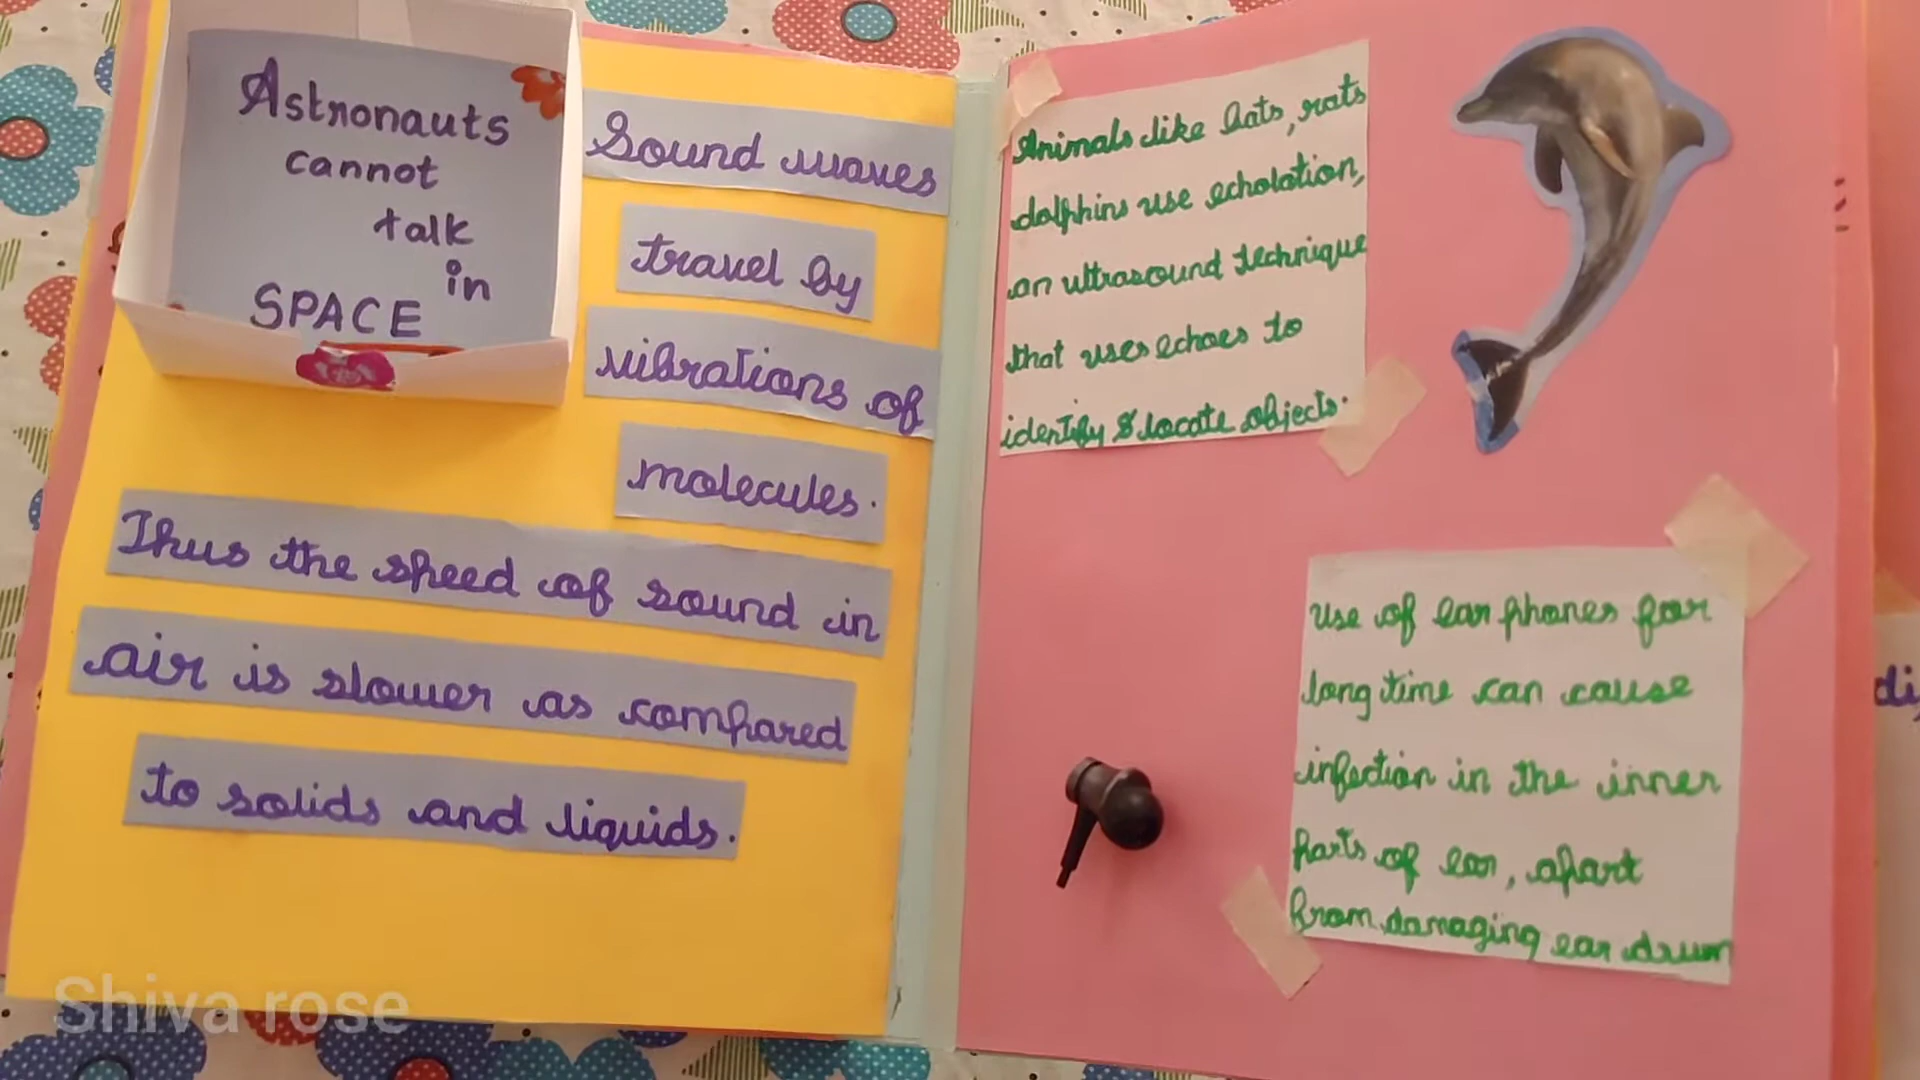 Astronauts
cannot
talk
in
SPACE
Sound waves
travel by
vibrations of
molecules.
Thus the speed of sound in
air is slower as compared
to solids and liquids.
Animals like bats, rats
dolphins use echolation,
an ultrasound technique
that uses echoes to
identify & locate objects.
Use of ear phones for
long time can cause
infection in the inner
parts of ear, apart
from damaging ear drum
di
Shiva rose